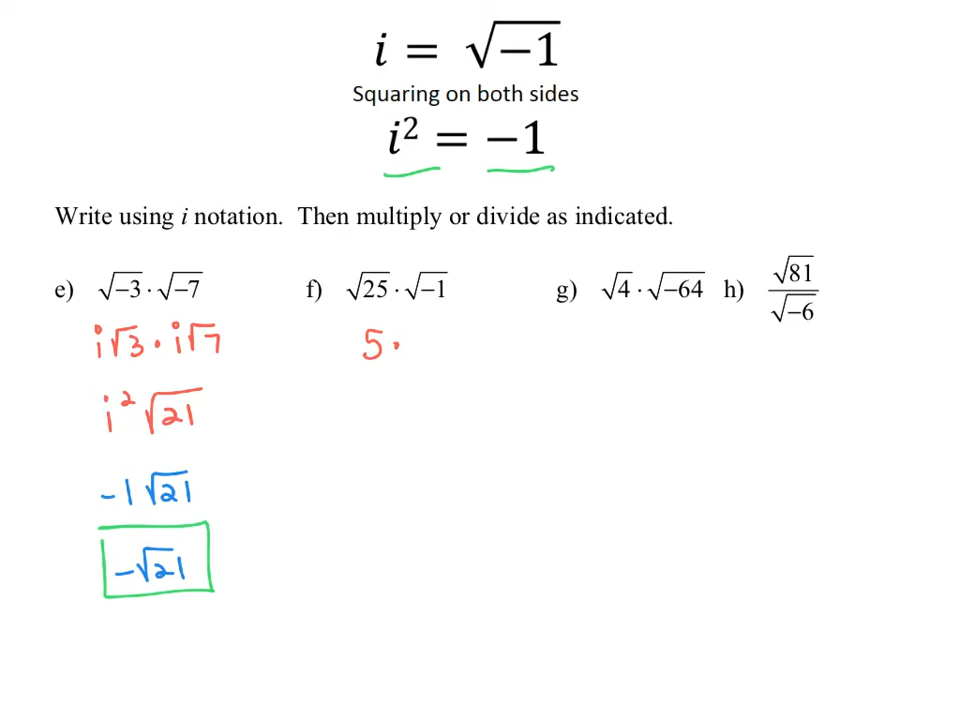 i = √−1
Squaring on both sides
i² = −1
Write using i notation. Then multiply or divide as indicated.
e) √−3 · √−7 f) √25 · √−1 g) √4 · √−64 h) √81/√−6
i√3 · i√7 5 ·
i² √21
-1 √21
-√21